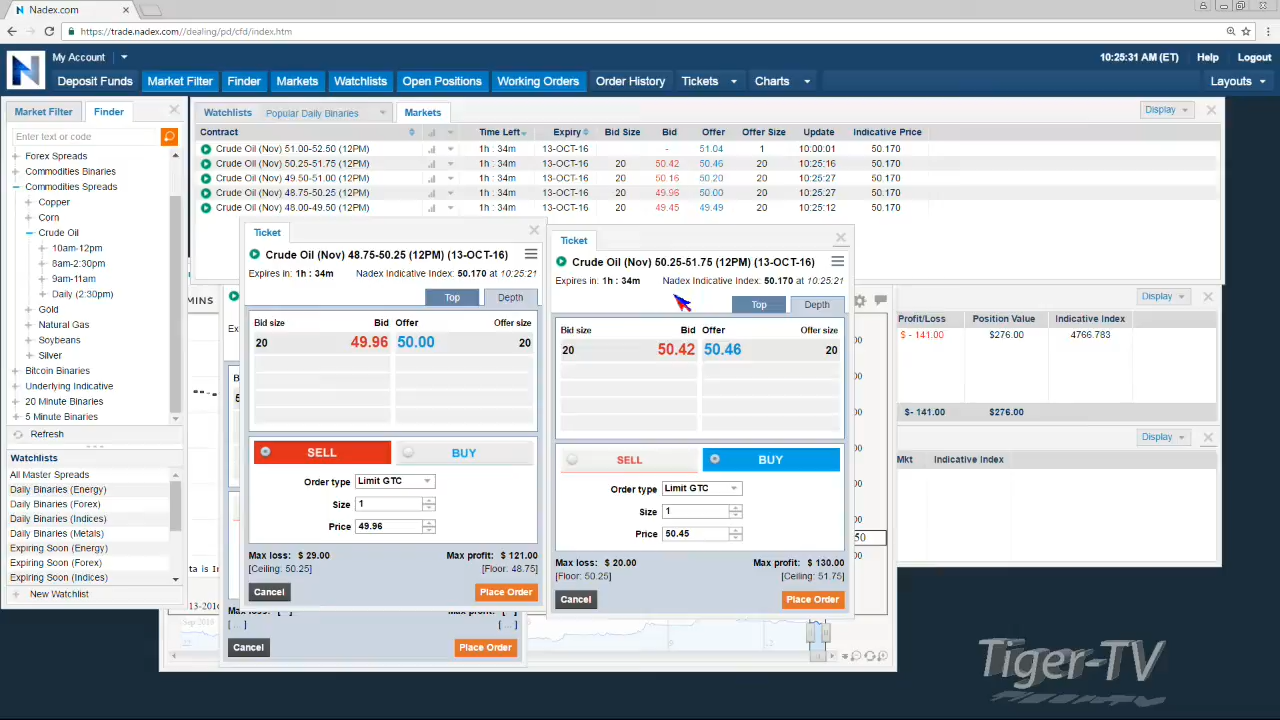 Nadex.com
https://trade.nadex.com//dealing/pd/cfd/index.htm
My Account
10:25:31 AM (ET) Help Logout
Deposit Funds Market Filter Finder Markets Watchlists Open Positions Working Orders Order History Tickets Charts Layouts
Market Filter Finder
Enter text or code
Forex Spreads
Commodities Binaries
Commodities Spreads
Copper
Corn
Crude Oil
10am-12pm
8am-2:30pm
9am-11am
Daily (2:30pm)
Gold
Natural Gas
Soybeans
Silver
Bitcoin Binaries
Underlying Indicative
20 Minute Binaries
5 Minute Binaries
Refresh
Watchlists
All Master Spreads
Daily Binaries (Energy)
Daily Binaries (Forex)
Daily Binaries (Indices)
Daily Binaries (Metals)
Expiring Soon (Energy)
Expiring Soon (Forex)
Expiring Soon (Indices)
New Watchlist
Watchlists Popular Daily Binaries Markets Display
Contract Time Left Expiry Bid Size Bid Offer Offer Size Update Indicative Price
Crude Oil (Nov) 51.00-52.50 (12PM) 1h : 34m 13-OCT-16 - 51.04 1 10:00:01 50.170
Crude Oil (Nov) 50.25-51.75 (12PM) 1h : 34m 13-OCT-16 20 50.42 50.46 20 10:25:16 50.170
Crude Oil (Nov) 49.50-51.00 (12PM) 1h : 34m 13-OCT-16 20 50.16 50.20 20 10:25:27 50.170
Crude Oil (Nov) 48.75-50.25 (12PM) 1h : 34m 13-OCT-16 20 49.96 50.00 20 10:25:27 50.170
Crude Oil (Nov) 48.00-49.50 (12PM) 1h : 34m 13-OCT-16 20 49.45 49.49 20 10:25:12 50.170
Ticket
Crude Oil (Nov) 48.75-50.25 (12PM) (13-OCT-16)
Expires in: 1h : 34m Nadex Indicative Index: 50.170 at 10:25:21
Top Depth
Bid size Bid Offer Offer size
20 49.96 50.00 20
SELL BUY
Order type Limit GTC
Size 1
Price 49.96
Max loss: $ 29.00 Max profit: $ 121.00
[Ceiling: 50.25] [Floor: 48.75]
Cancel Place Order
Ticket
Crude Oil (Nov) 50.25-51.75 (12PM) (13-OCT-16)
Expires in: 1h : 34m Nadex Indicative Index: 50.170 at 10:25:21
Top Depth
Bid size Bid Offer Offer size
20 50.42 50.46 20
SELL BUY
Order type Limit GTC
Size 1
Price 50.45
Max loss: $ 20.00 Max profit: $ 130.00
[Floor: 50.25] [Ceiling: 51.75]
Cancel Place Order
[ ... ] [ ... ]
Cancel Place Order
Display
Profit/Loss Position Value Indicative Index
$ - 141.00 $276.00 4766.783
$- 141.00 $276.00
Display
Mkt Indicative Index
Tiger-TV